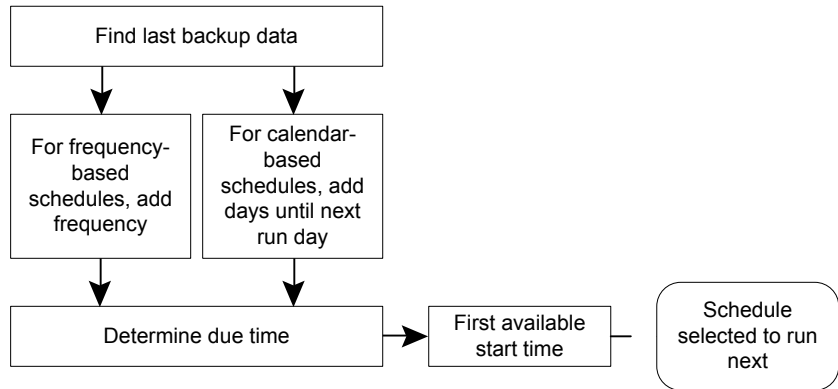 Find last backup data
For frequency-
based
schedules, add
frequency
For calendar-
based
schedules, add
days until next
run day
Determine due time
First available
start time
Schedule
selected to run
next